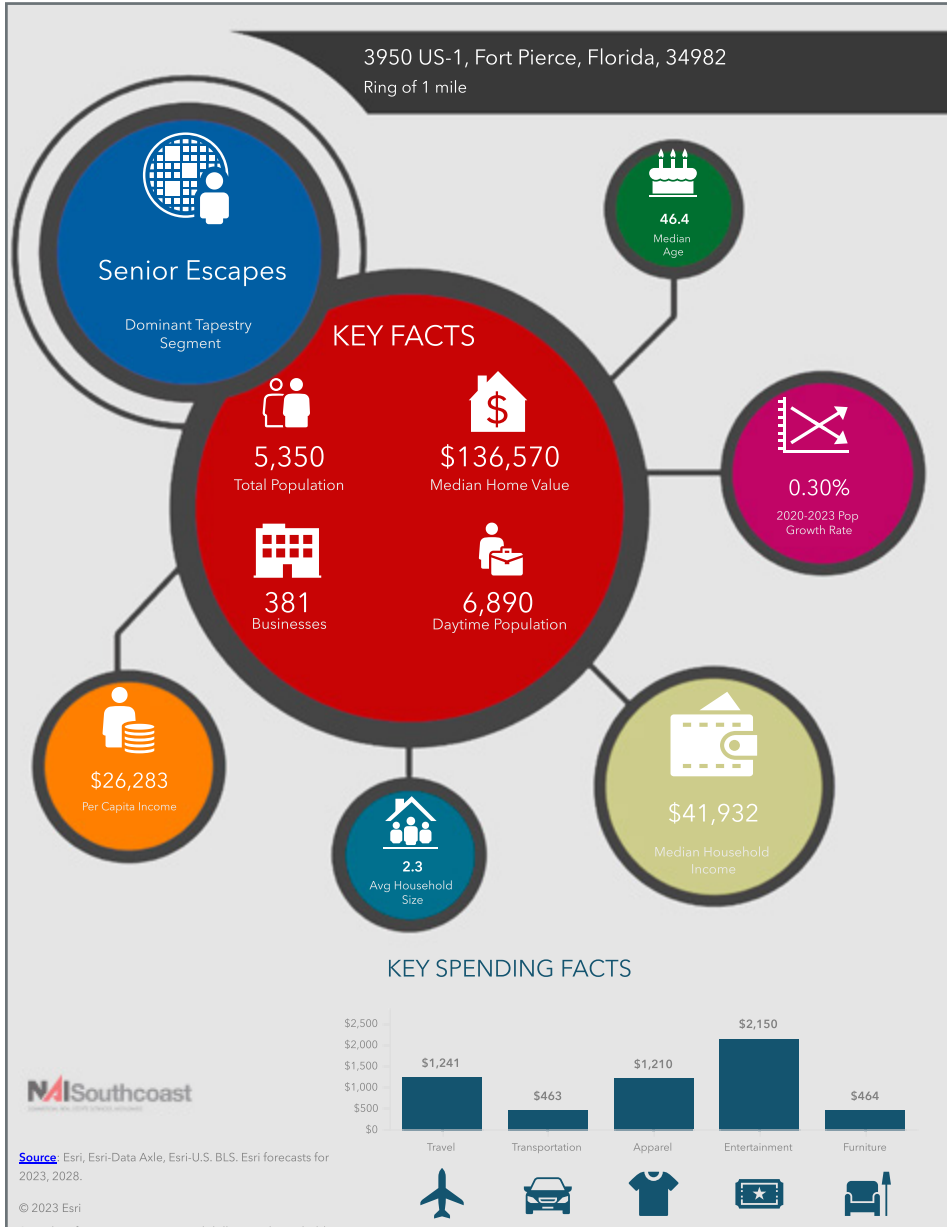 3950 US-1, Fort Pierce, Florida, 34982
Ring of 1 mile
Senior Escapes
Dominant Tapestry
Segment
46.4
Median
Age
KEY FACTS
5,350
Total Population
$136,570
Median Home Value
381
Businesses
6,890
Daytime Population
0.30%
2020-2023 Pop
Growth Rate
$26,283
Per Capita Income
2.3
Avg Household
Size
$41,932
Median Household
Income
KEY SPENDING FACTS
$2,500
$2,000
$1,500
$1,000
$500
$0
$1,241
$463
$1,210
$2,150
$464
Travel
Transportation
Apparel
Entertainment
Furniture
NAISouthcoast
Source: Esri, Esri-Data Axle, Esri-U.S. BLS. Esri forecasts for
2023, 2028.
© 2023 Esri